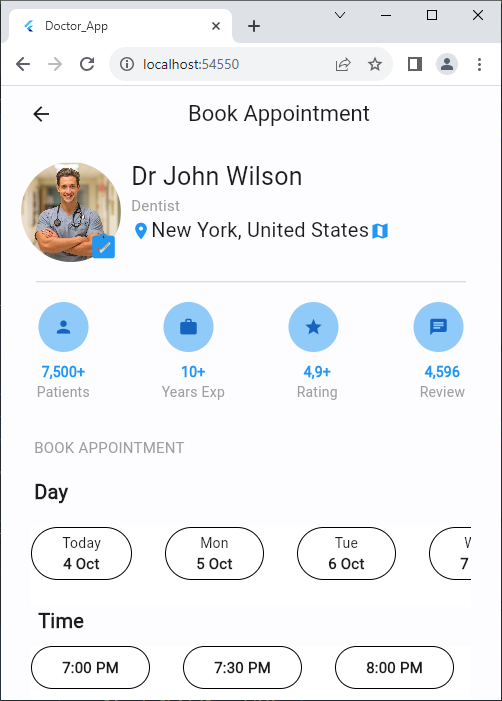 Doctor_App
localhost:54550
Book Appointment
Dr John Wilson
Dentist
New York, United States
7,500+ 10+ 4,9+ 4,596
Patients Years Exp Rating Review
BOOK APPOINTMENT
Day
Today Mon Tue
4 Oct 5 Oct 6 Oct 7
Time
7:00 PM 7:30 PM 8:00 PM